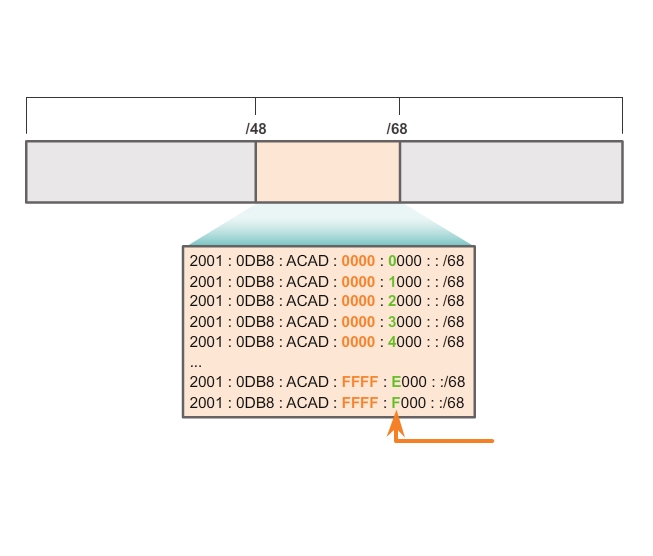 /48 /68
2001 : 0DB8 : ACAD : 0000 : 0000 : : /68
2001 : 0DB8 : ACAD : 0000 : 1000 : : /68
2001 : 0DB8 : ACAD : 0000 : 2000 : : /68
2001 : 0DB8 : ACAD : 0000 : 3000 : : /68
2001 : 0DB8 : ACAD : 0000 : 4000 : : /68
...
2001 : 0DB8 : ACAD : FFFF : E000 : : /68
2001 : 0DB8 : ACAD : FFFF : F000 : : /68